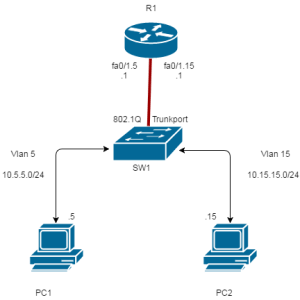 R1
fa0/1.5 fa0/1.15
.1 .1
802.1Q Trunkport
Vlan 5 Vlan 15
SW1
10.5.5.0/24 10.15.15.0/24
.5 .15
PC1 PC2